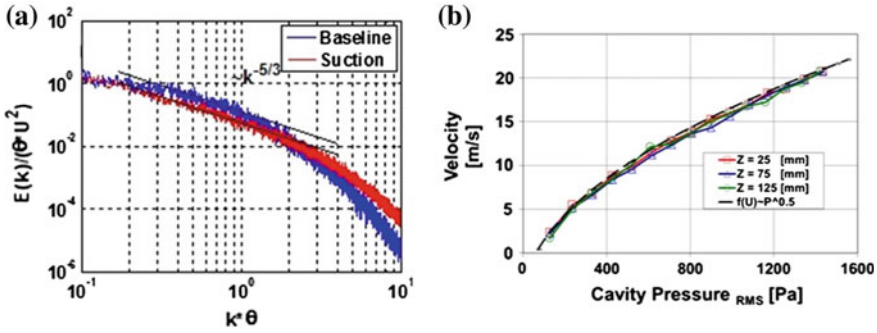 (a)
10^2
10^0
10^-2
10^-4
10^-6
E(k)/(θ U^2)
Baseline
Suction
~k^-5/3
10^-1
10^0
10^1
k*θ
(b)
25
20
15
10
5
0
Velocity
[m/s]
Z = 25 [mm]
Z = 75 [mm]
Z = 125 [mm]
f(U)~P^0.5
0
400
800
1200
1600
Cavity Pressure RMS [Pa]